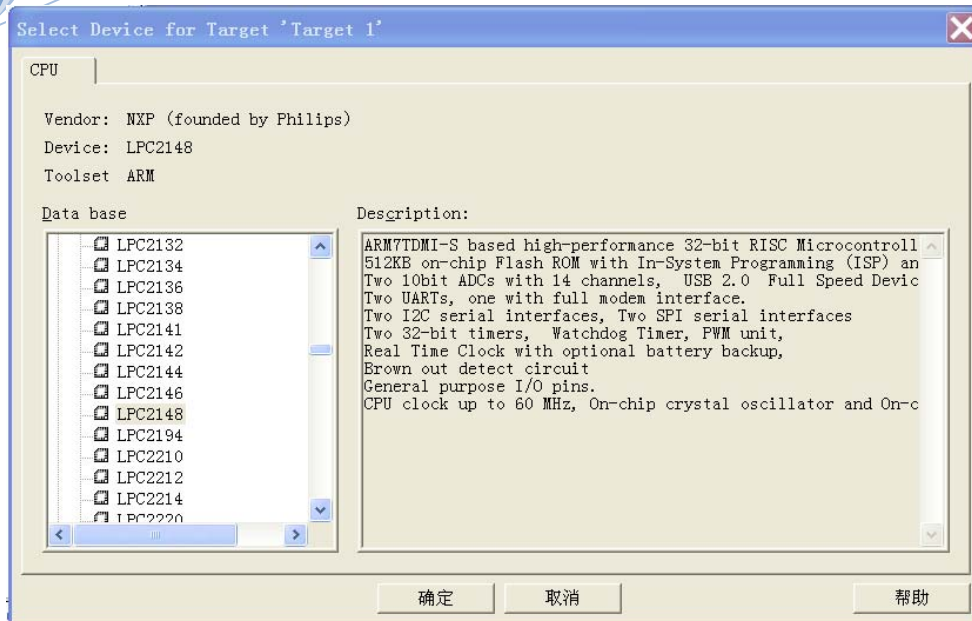 Select Device for Target 'Target 1'
CPU
Vendor: NXP (founded by Philips)
Device: LPC2148
Toolset ARM
Data base
Description:
LPC2132
LPC2134
LPC2136
LPC2138
LPC2141
LPC2142
LPC2144
LPC2146
LPC2148
LPC2194
LPC2210
LPC2212
LPC2214
LPC2220
ARM7TDMI-S based high-performance 32-bit RISC Microcontroll
512KB on-chip Flash ROM with In-System Programming (ISP) an
Two 10bit ADCs with 14 channels, USB 2.0 Full Speed Devic
Two UARTs, one with full modem interface.
Two I2C serial interfaces, Two SPI serial interfaces
Two 32-bit timers, Watchdog Timer, PWM unit,
Real Time Clock with optional battery backup,
Brown out detect circuit
General purpose I/O pins.
CPU clock up to 60 MHz, On-chip crystal oscillator and On-c
确定 取消 帮助